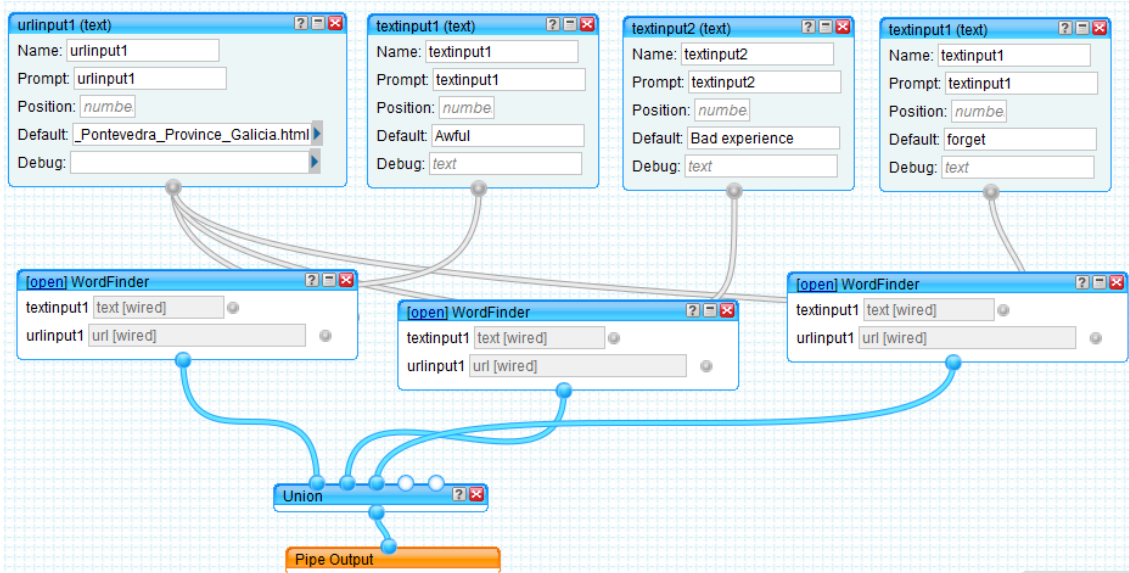 urlinput1 (text)
Name: urlinput1
Prompt: urlinput1
Position: numbe
Default: _Pontevedra_Province_Galicia.html
Debug:
textinput1 (text)
Name: textinput1
Prompt: textinput1
Position: numbe
Default: Awful
Debug: text
textinput2 (text)
Name: textinput2
Prompt: textinput2
Position: numbe
Default: Bad experience
Debug: text
textinput1 (text)
Name: textinput1
Prompt: textinput1
Position: numbe
Default: forget
Debug: text
[open] WordFinder
textinput1 text [wired]
urlinput1 url [wired]
[open] WordFinder
textinput1 text [wired]
urlinput1 url [wired]
[open] WordFinder
textinput1 text [wired]
urlinput1 url [wired]
Union
Pipe Output